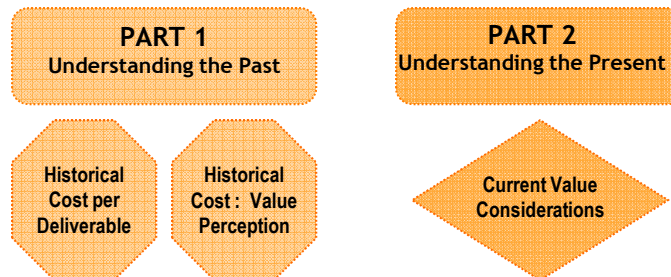 PART 1
Understanding the Past
PART 2
Understanding the Present
Historical
Cost per
Deliverable
Historical
Cost : Value
Perception
Current Value
Considerations